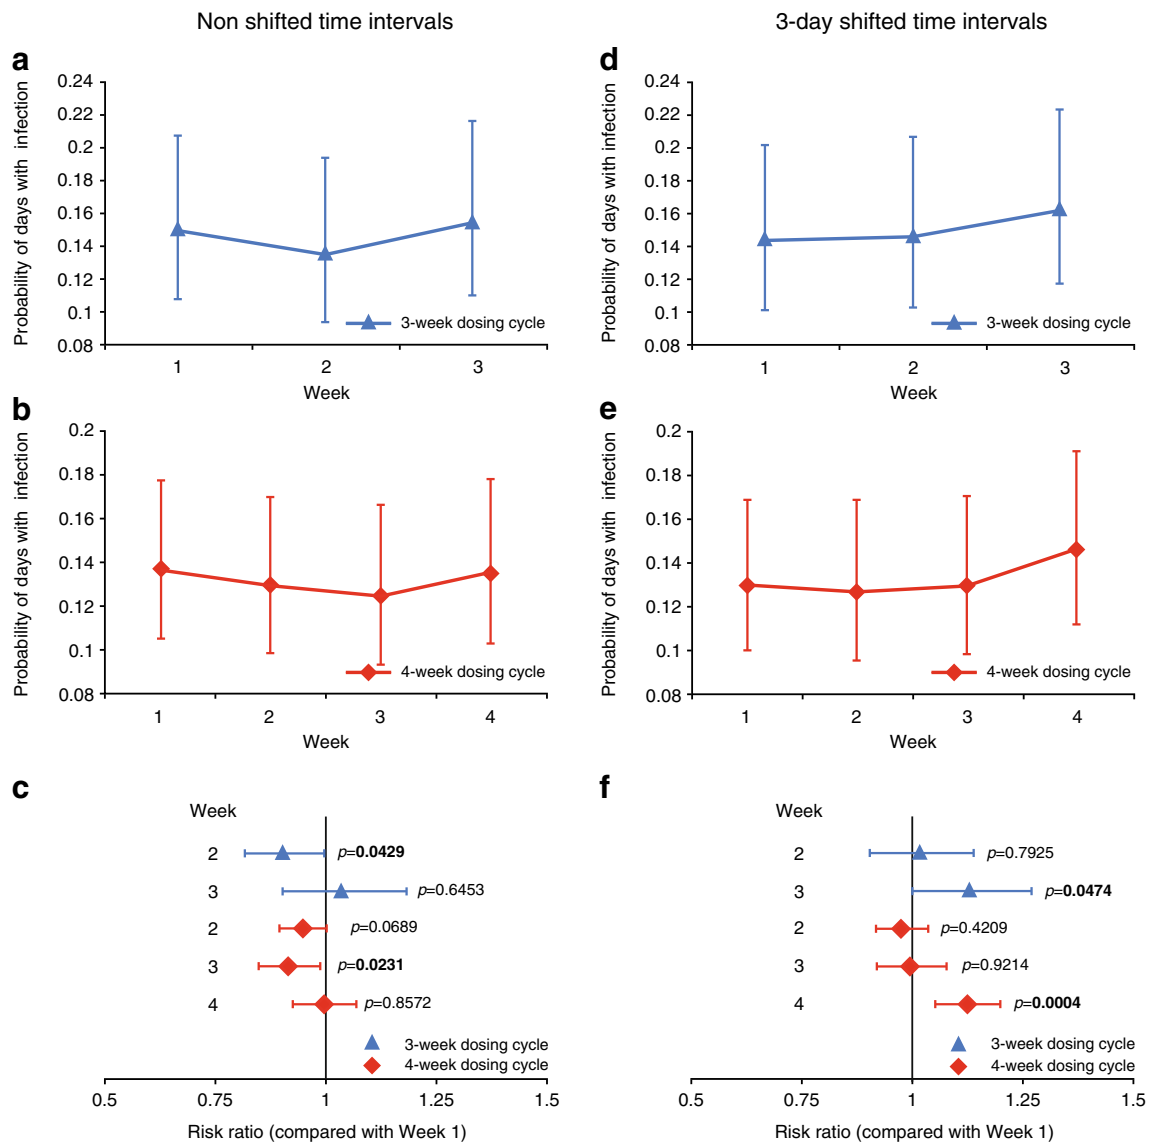 Non shifted time intervals
3-day shifted time intervals
a
Probability of days with infection
0.24
0.22
0.2
0.18
0.16
0.14
0.12
0.1
0.08
3-week dosing cycle
1 2 3
Week
d
Probability of days with infection
0.24
0.22
0.2
0.18
0.16
0.14
0.12
0.1
0.08
3-week dosing cycle
1 2 3
Week
b
Probability of days with infection
0.2
0.18
0.16
0.14
0.12
0.1
0.08
4-week dosing cycle
1 2 3 4
Week
e
Probability of days with infection
0.2
0.18
0.16
0.14
0.12
0.1
0.08
4-week dosing cycle
1 2 3 4
Week
c
Week
2 p=0.0429
3 p=0.6453
2 p=0.0689
3 p=0.0231
4 p=0.8572
3-week dosing cycle
4-week dosing cycle
0.5 0.75 1 1.25 1.5
Risk ratio (compared with Week 1)
f
Week
2 p=0.7925
3 p=0.0474
2 p=0.4209
3 p=0.9214
4 p=0.0004
3-week dosing cycle
4-week dosing cycle
0.5 0.75 1 1.25 1.5
Risk ratio (compared with Week 1)